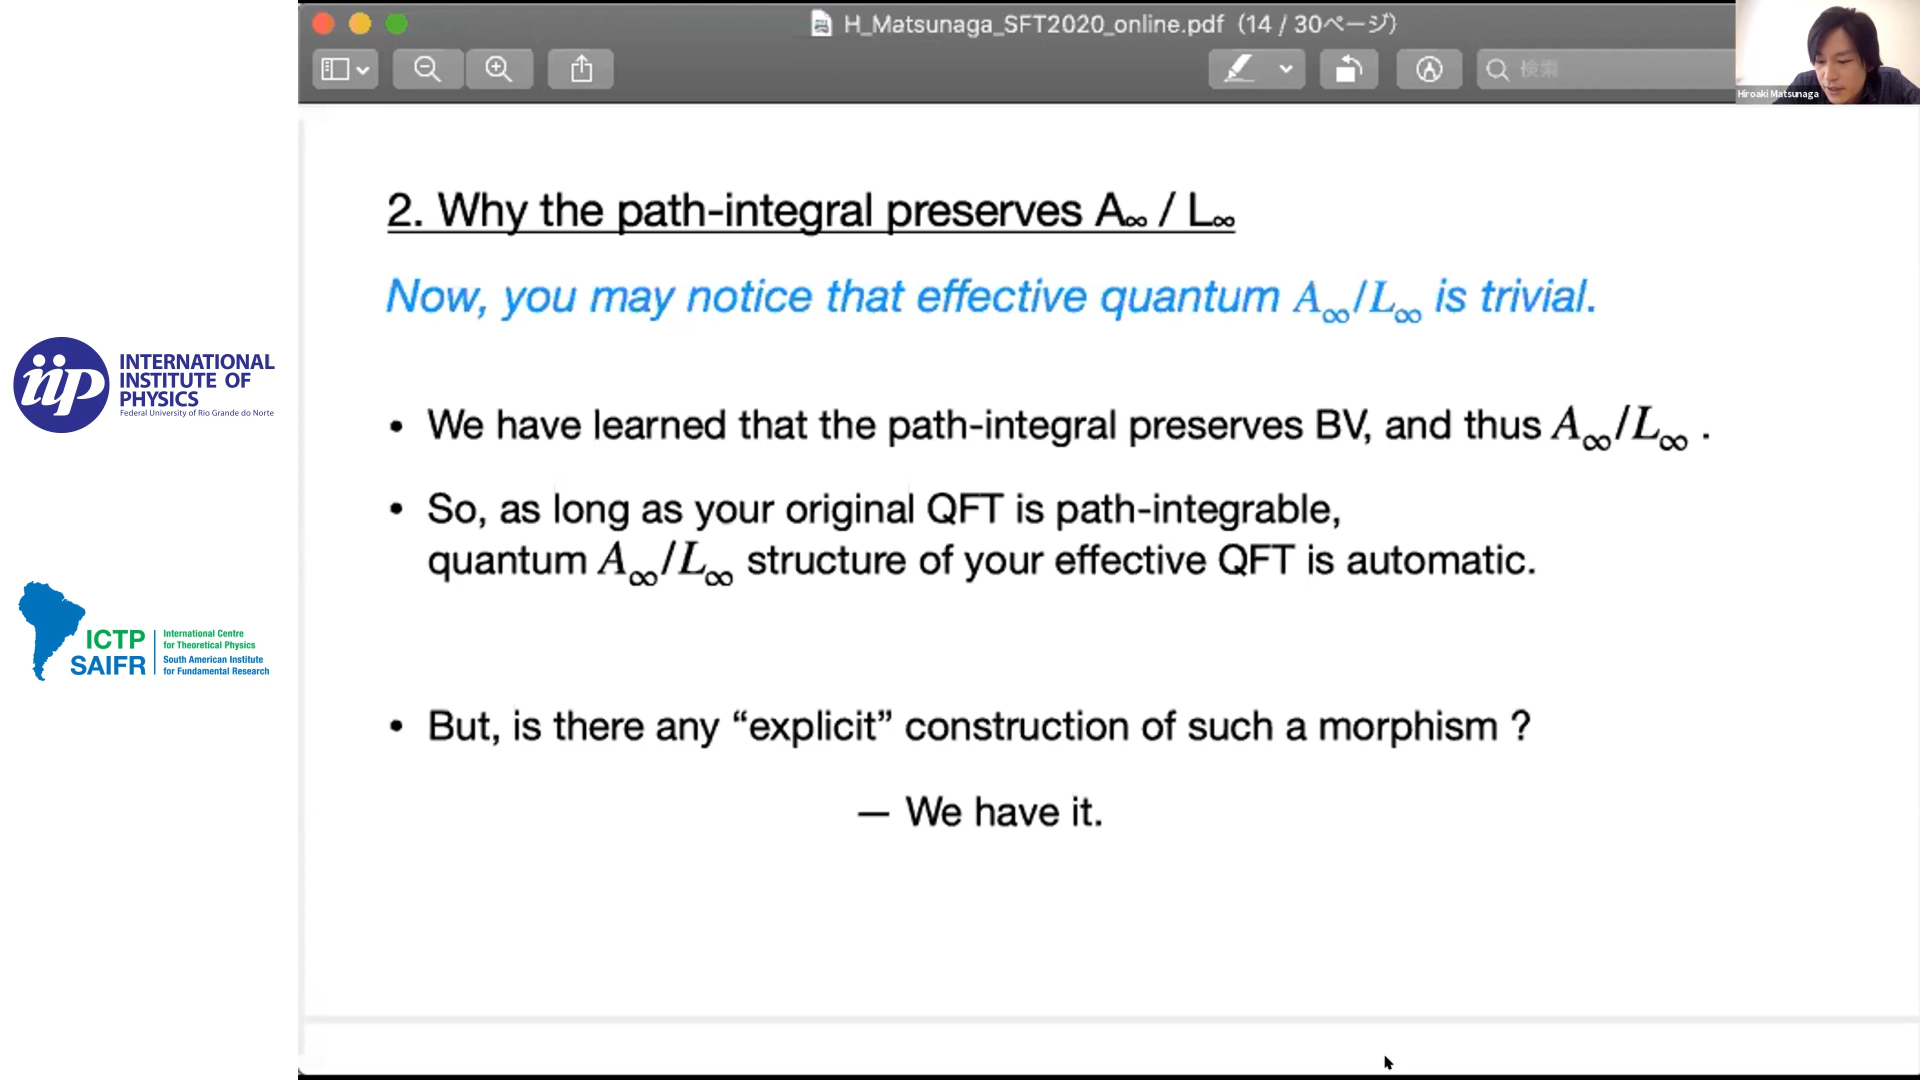 H_Matsunaga_SFT2020_online.pdf (14 / 30ページ)
検索
Hiroaki Matsunaga
2. Why the path-integral preserves A∞ / L∞
Now, you may notice that effective quantum A∞/L∞ is trivial.
• We have learned that the path-integral preserves BV, and thus A∞/L∞ .
• So, as long as your original QFT is path-integrable,
quantum A∞/L∞ structure of your effective QFT is automatic.
• But, is there any “explicit” construction of such a morphism ?
— We have it.
iip
INTERNATIONAL
INSTITUTE OF
PHYSICS
Federal University of Rio Grande do Norte
ICTP
SAIFR
International Centre
for Theoretical Physics
South American Institute
for Fundamental Research